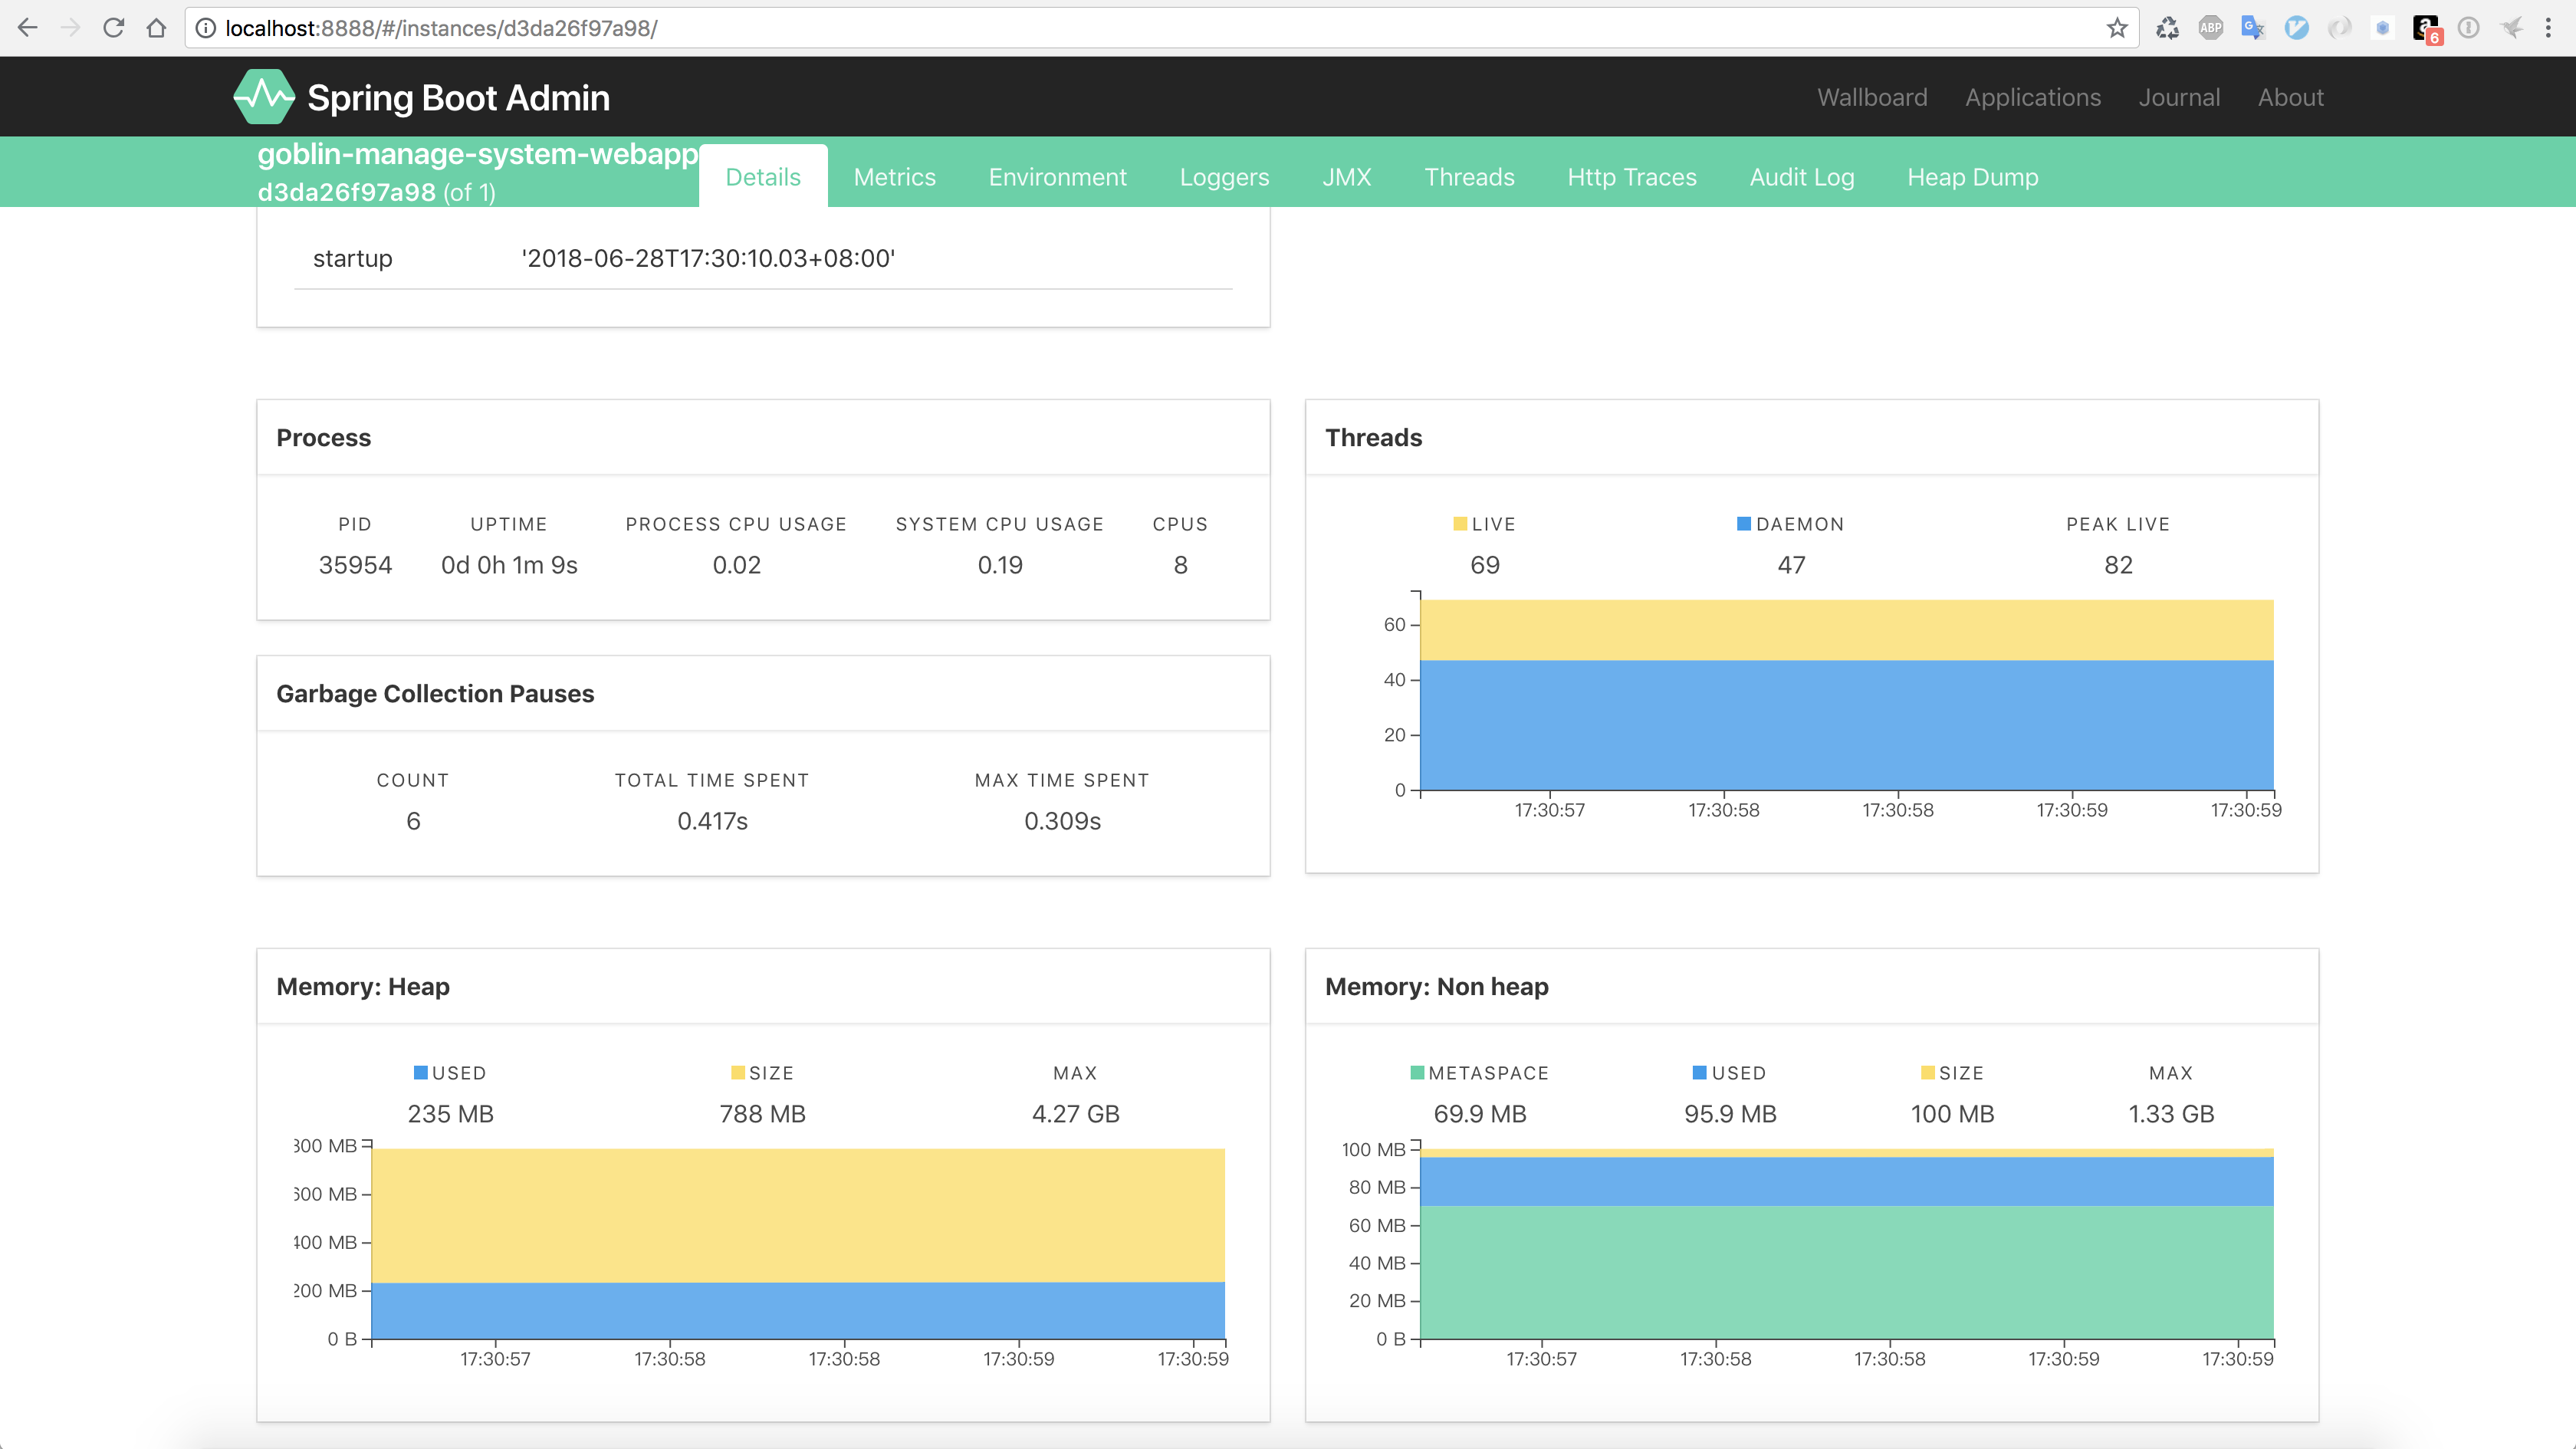 localhost:8888/#/instances/d3da26f97a98/
ABP
6
Spring Boot Admin
Wallboard Applications Journal About
goblin-manage-system-webapp
d3da26f97a98 (of 1)
Details Metrics Environment Loggers JMX Threads Http Traces Audit Log Heap Dump
startup '2018-06-28T17:30:10.03+08:00'
Process
PID UPTIME PROCESS CPU USAGE SYSTEM CPU USAGE CPUS
35954 0d 0h 1m 9s 0.02 0.19 8
Threads
LIVE DAEMON PEAK LIVE
69 47 82
60
40
20
0
17:30:57 17:30:58 17:30:58 17:30:59 17:30:59
Garbage Collection Pauses
COUNT TOTAL TIME SPENT MAX TIME SPENT
6 0.417s 0.309s
Memory: Heap
USED SIZE MAX
235 MB 788 MB 4.27 GB
800 MB
600 MB
400 MB
200 MB
0 B
17:30:57 17:30:58 17:30:58 17:30:59 17:30:59
Memory: Non heap
METASPACE USED SIZE MAX
69.9 MB 95.9 MB 100 MB 1.33 GB
100 MB
80 MB
60 MB
40 MB
20 MB
0 B
17:30:57 17:30:58 17:30:58 17:30:59 17:30:59